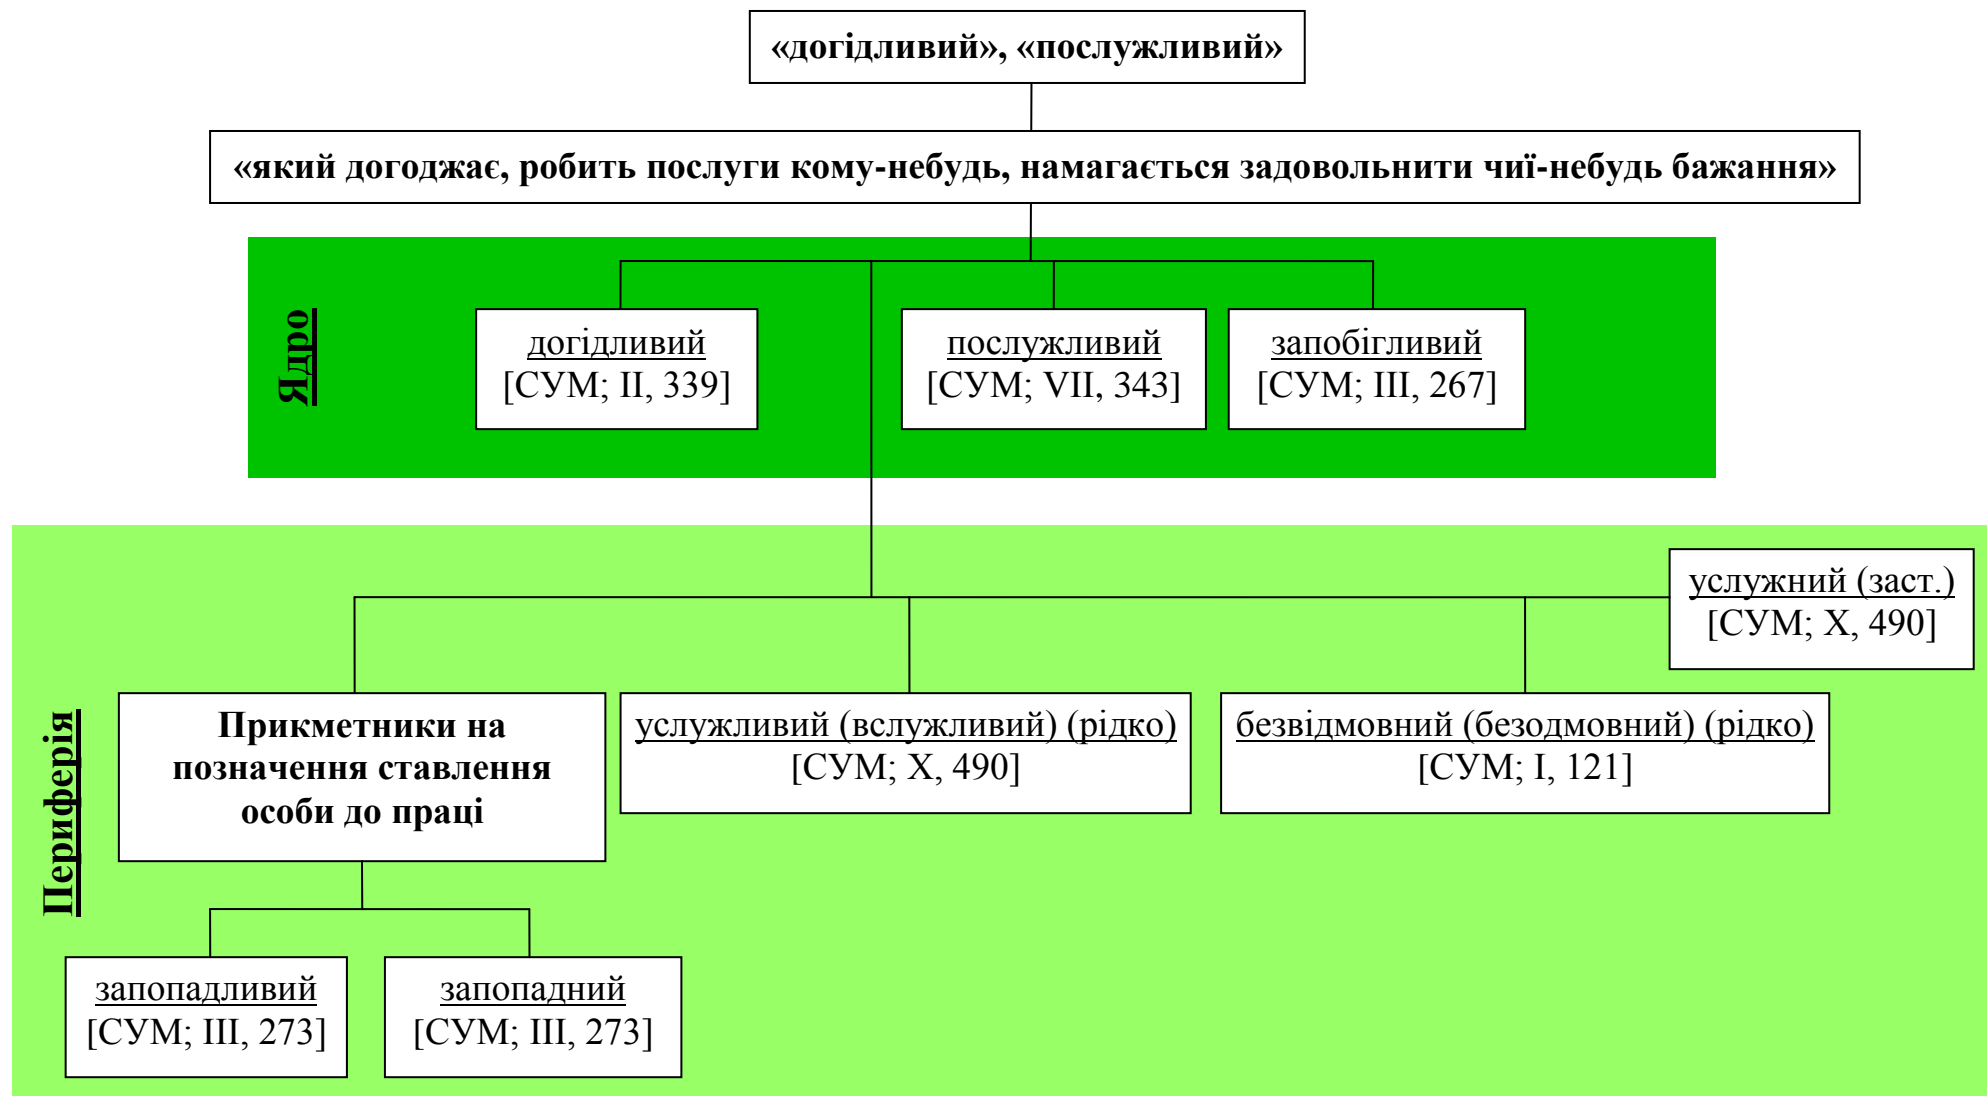 «догідливий», «послужливий»
«який догоджає, робить послуги кому-небудь, намагається задовольнити чиї-небудь бажання»
Ядро
догідливий
[СУМ; II, 339]
послужливий
[СУМ; VII, 343]
запобігливий
[СУМ; III, 267]
Периферія
услужний (заст.)
[СУМ; X, 490]
Прикметники на
позначення ставлення
особи до праці
услужливий (вслужливий) (рідко)
[СУМ; X, 490]
безвідмовний (безодмовний) (рідко)
[СУМ; I, 121]
запопадливий
[СУМ; III, 273]
запопадний
[СУМ; III, 273]